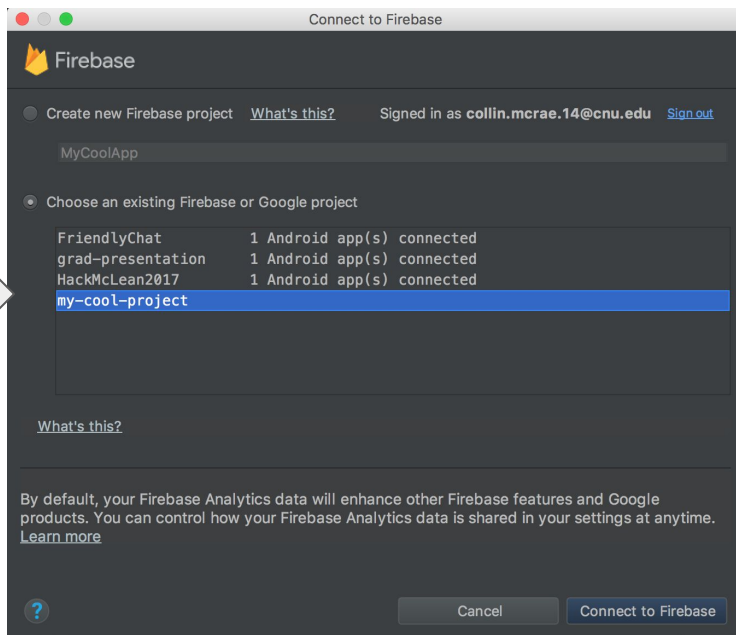 Connect to Firebase
Firebase
Create new Firebase project What's this? Signed in as collin.mcrae.14@cnu.edu Sign out
MyCoolApp
Choose an existing Firebase or Google project
FriendlyChat 1 Android app(s) connected
grad-presentation 1 Android app(s) connected
HackMcLean2017 1 Android app(s) connected
my-cool-project
What's this?
By default, your Firebase Analytics data will enhance other Firebase features and Google
products. You can control how your Firebase Analytics data is shared in your settings at anytime.
Learn more
? Cancel Connect to Firebase